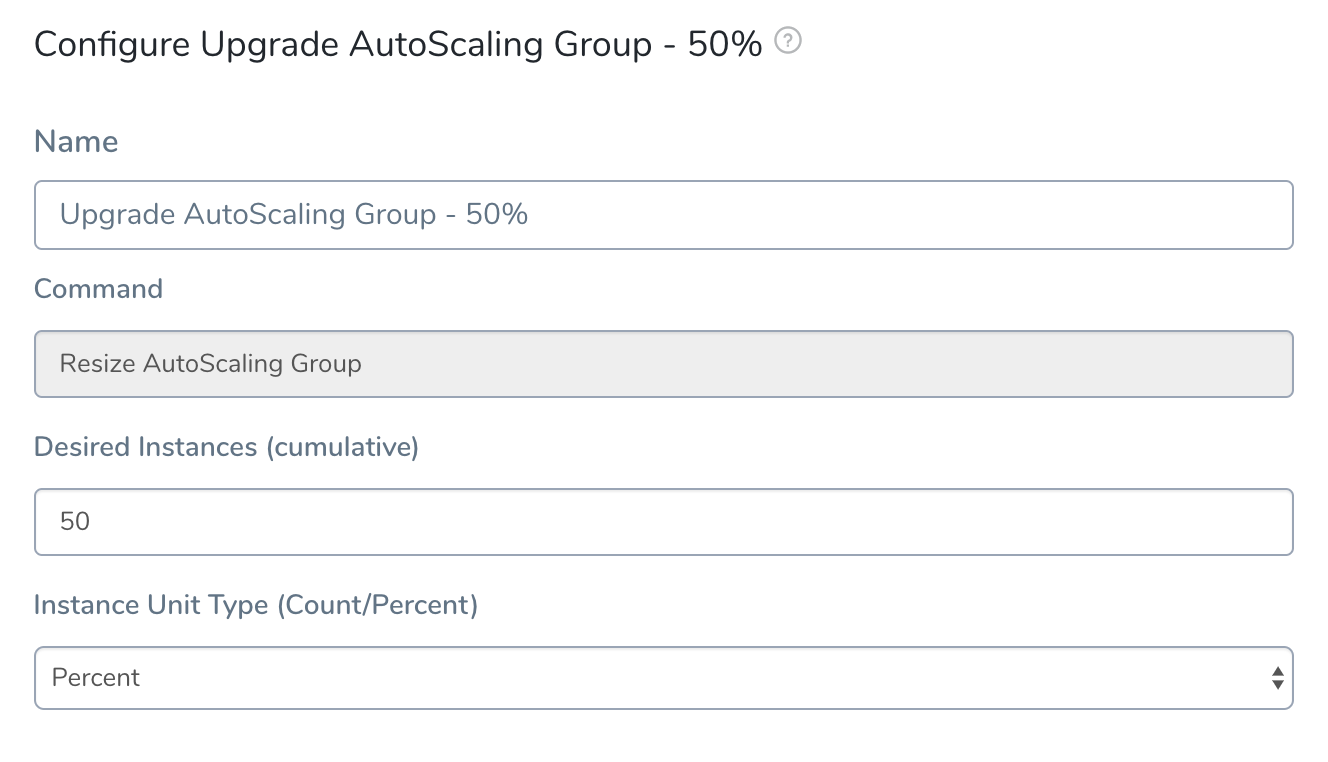 Configure Upgrade AutoScaling Group - 50% ?
Name
Upgrade AutoScaling Group - 50%
Command
Resize AutoScaling Group
Desired Instances (cumulative)
50
Instance Unit Type (Count/Percent)
Percent